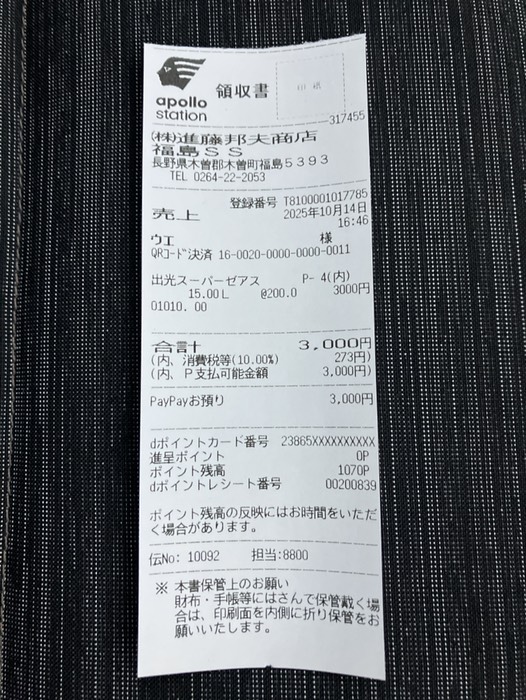 apollo
station
領収書
印紙
317455
(株)進藤邦夫商店
福島SS
長野県木曽郡木曽町福島5393
TEL 0264-22-2053
登録番号 T8100001017785
売上 2025年10月14日
16:46
ウエ 様
QRコード決済 16-0020-0000-0000-0011
出光スーパーゼアス P- 4(内)
15.00L @200.0 3000円
01010.00
合計 3,000円
(内、消費税等(10.00%) 273円)
(内、P支払可能金額 3,000円)
PayPayお預り 3,000円
dポイントカード番号 23865XXXXXXXXXX
進呈ポイント 0P
ポイント残高 1070P
dポイントレシート番号 00200839
ポイント残高の反映にはお時間をいただ
く場合があります。
伝No: 10092 担当:8800
※ 本書保管上のお願い
財布・手帳等にはさんで保管戴く場
合は、印刷面を内側に折り保管をお
願いいたします。